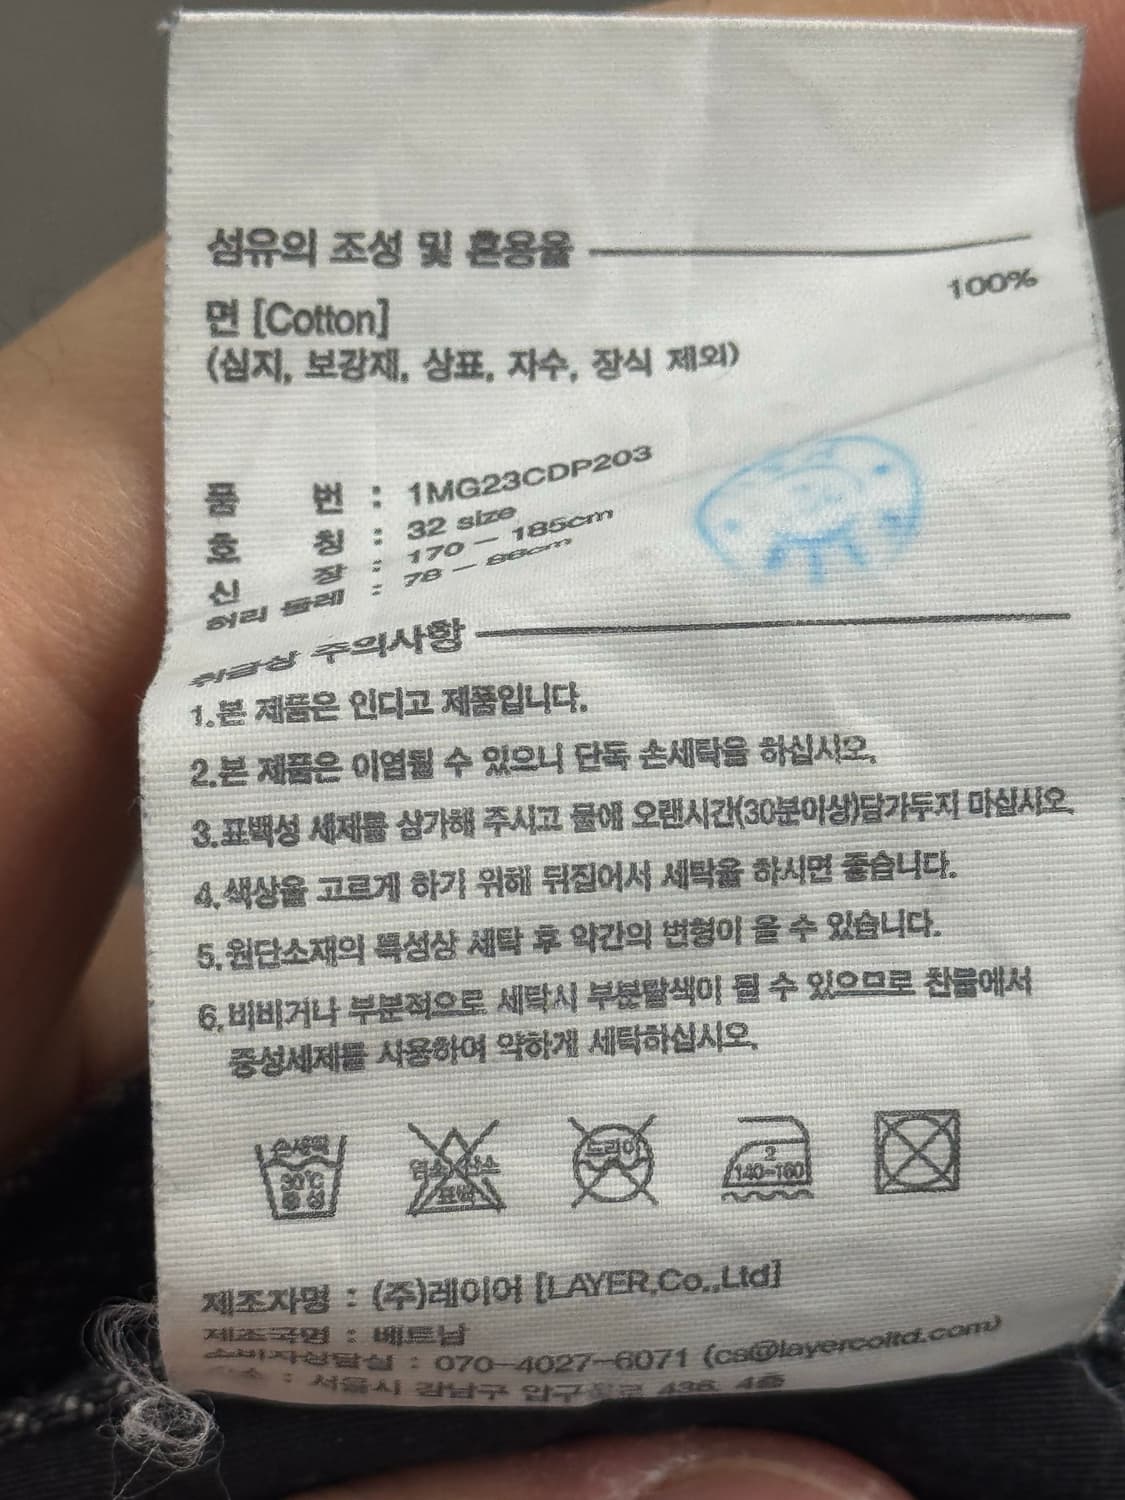 섬유의 조성 및 혼용율
면 [Cotton] 100%
(심지, 보강재, 상표, 자수, 장식 제외)
품 번 : 1MG23CDP203
호 칭 : 32 size
신 장 : 170 - 185cm
허리 둘레 : 78 - 86cm
취급상 주의사항
1.본 제품은 인디고 제품입니다.
2.본 제품은 이염될 수 있으니 단독 손세탁을 하십시오.
3.표백성 세제를 삼가해 주시고 물에 오랜시간(30분이상)담가두지 마십시오.
4.색상을 고르게 하기 위해 뒤집어서 세탁을 하시면 좋습니다.
5.원단소재의 특성상 세탁 후 약간의 변형이 올 수 있습니다.
6.비비거나 부분적으로 세탁시 부분탈색이 될 수 있으므로 찬물에서
중성세제를 사용하여 약하게 세탁하십시오.
손세탁 30℃ 중성
염소 산소 표백
드라이
2 140~160
제조자명 : (주)레이어 [LAYER.Co.,Ltd]
제조국명 : 베트남
소비자상담실 : 070-4027-6071 (cs@layercoltd.com)
: 서울시 강남구 436, 4층